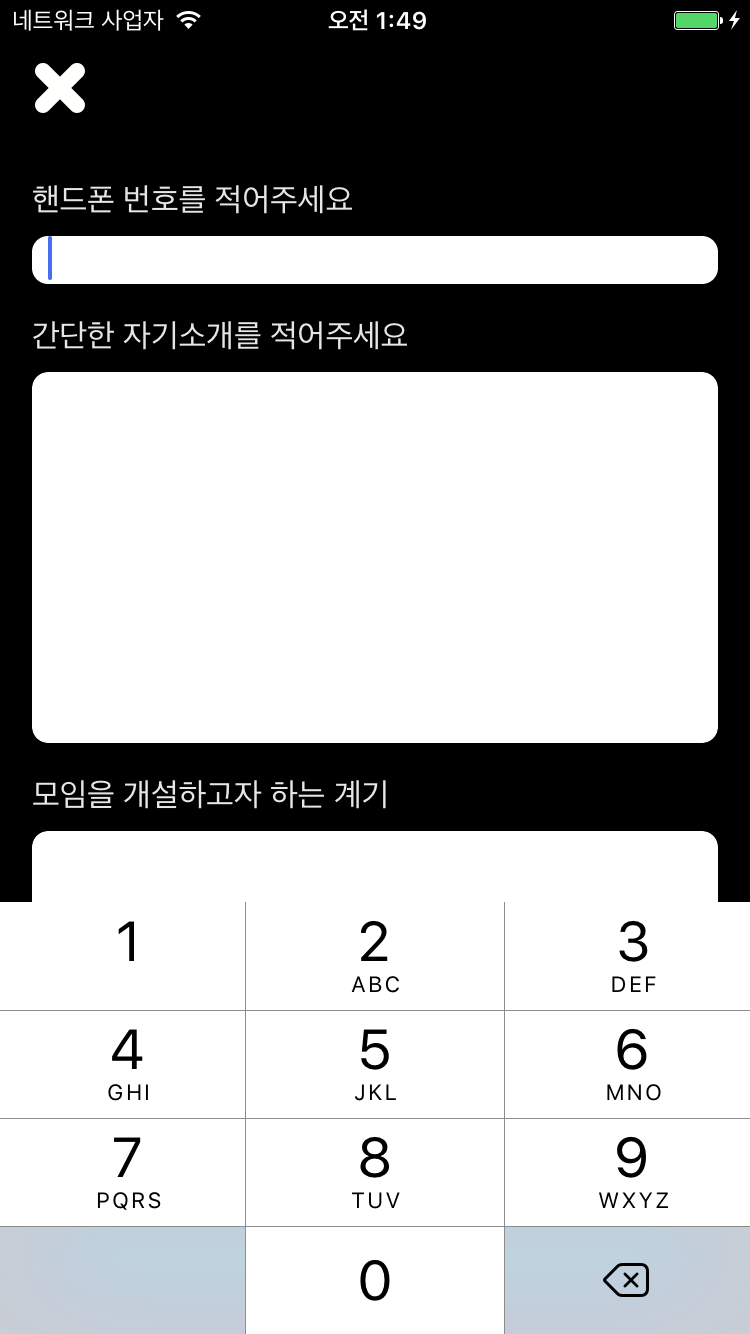 네트워크 사업자 오전 1:49
핸드폰 번호를 적어주세요
간단한 자기소개를 적어주세요
모임을 개설하고자 하는 계기
1 2 3
ABC DEF
4 5 6
GHI JKL MNO
7 8 9
PQRS TUV WXYZ
0